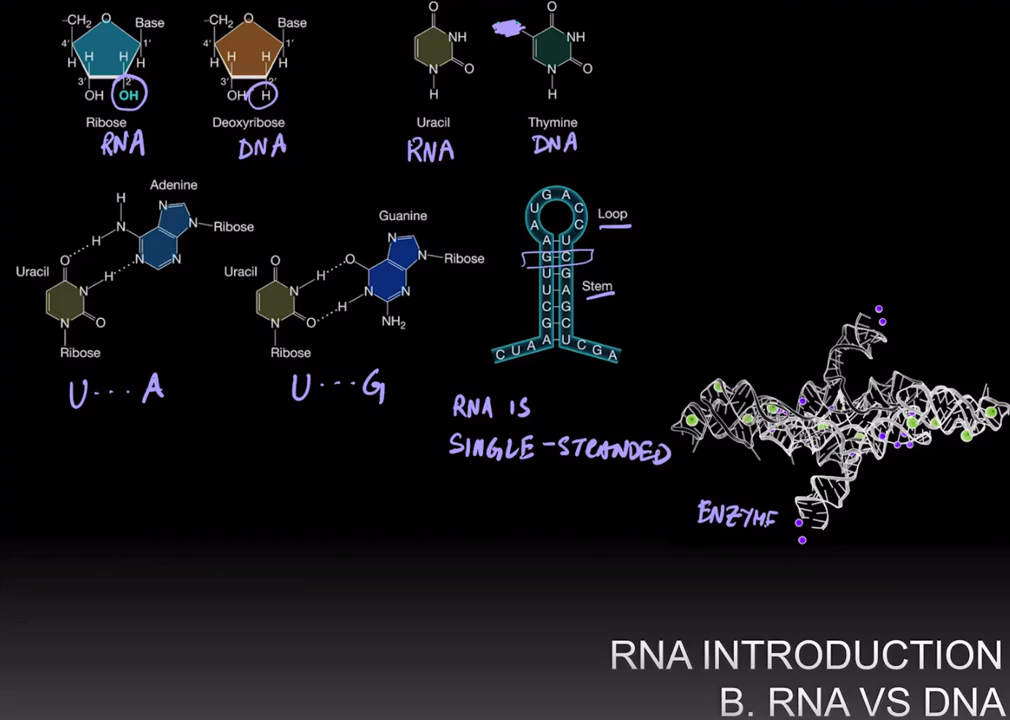 -CH₂ O Base
4' H H 1'
H 3' 2' H
OH OH
Ribose
RNA
-CH₂ O Base
4' H H 1'
H 3' 2' H
OH H
Deoxyribose
DNA
O
NH
N O
H
Uracil
RNA
O
NH
N O
H
Thymine
DNA
Adenine
H N
N N Ribose
H
O N N
Uracil H
N
N O
Ribose
U···A
Guanine
N
O N Ribose
O H
Uracil N H N N
N O NH₂
Ribose
U···G
G A
U C
A C Loop
A U
G C
U G
U A Stem
C G
G C
C U A A A U C G A
RNA IS
SINGLE-STRANDED
ENZYME
RNA INTRODUCTION
B. RNA VS DNA